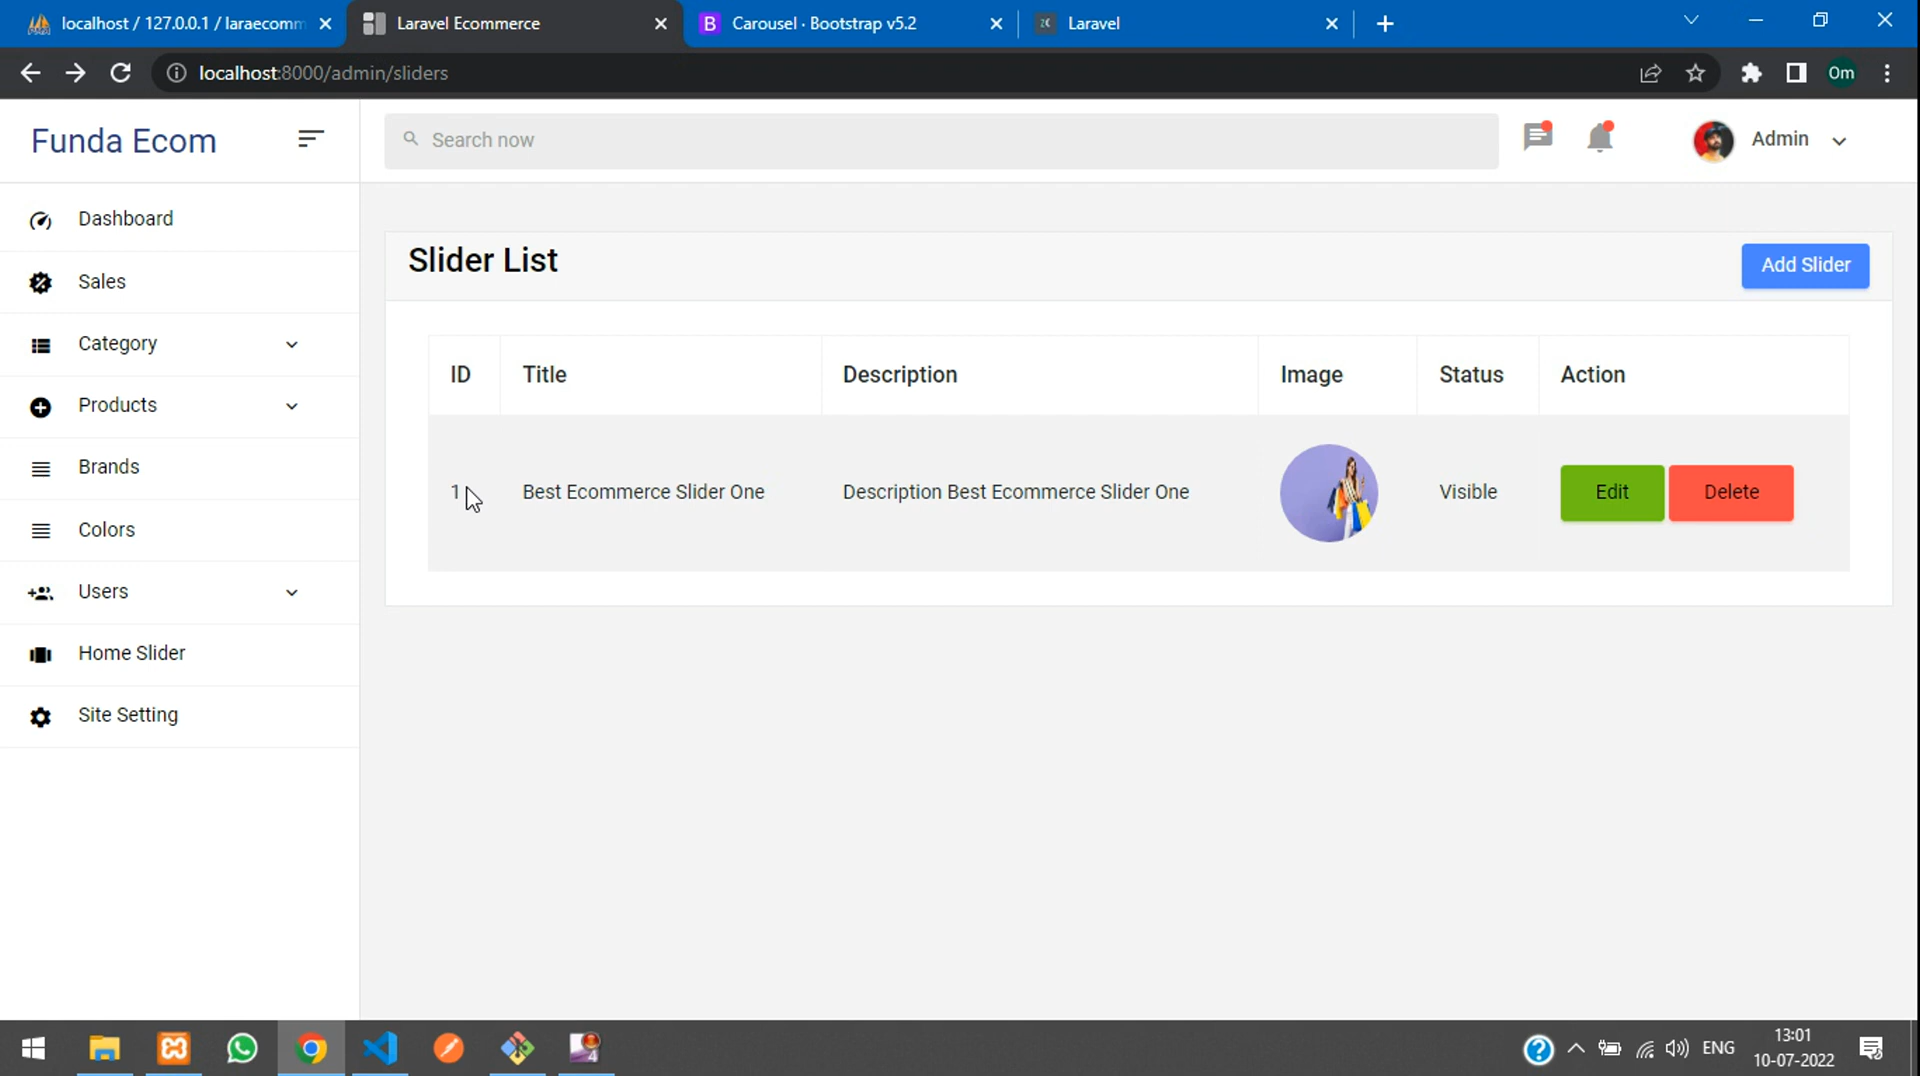 localhost / 127.0.0.1 / laraecomm
Laravel Ecommerce
B Carousel · Bootstrap v5.2
Laravel
localhost:8000/admin/sliders
Om
Funda Ecom
Search now
Admin
Dashboard
Sales
Category
Products
Brands
Colors
Users
Home Slider
Site Setting
Slider List
Add Slider
ID Title Description Image Status Action
1 Best Ecommerce Slider One Description Best Ecommerce Slider One Visible Edit Delete
4
ENG
13:01
10-07-2022